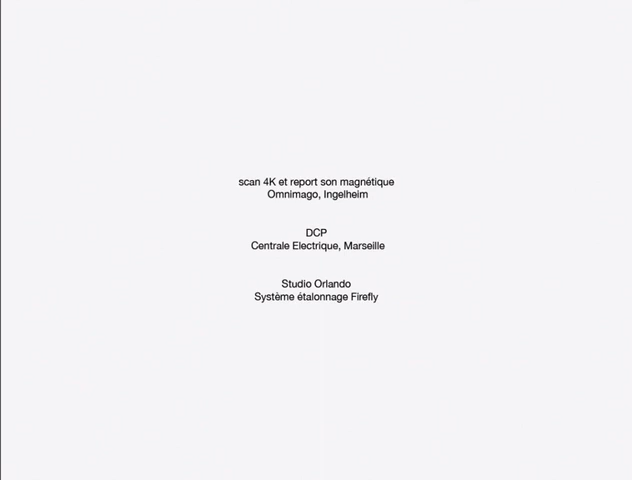 scan 4K et report son magnétique
Omnimago, Ingelheim
DCP
Centrale Electrique, Marseille
Studio Orlando
Système étalonnage Firefly